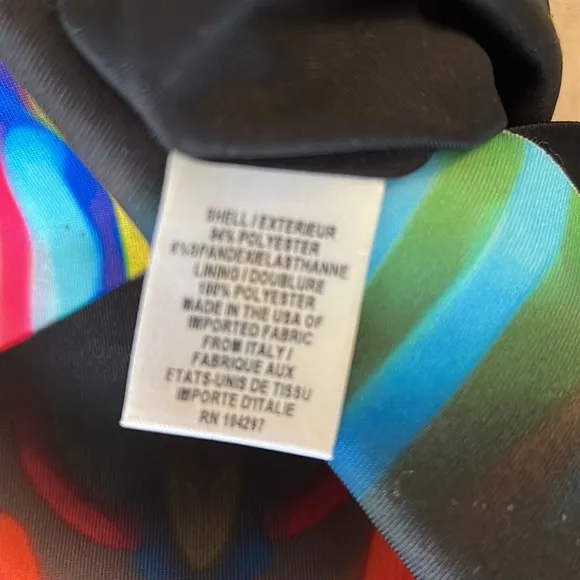 SHELL / EXTERIEUR
94% POLYESTER
6%SPANDEX/ELASTHANNE
LINING / DOUBLURE
100% POLYESTER
MADE IN THE USA OF
IMPORTED FABRIC
FROM ITALY /
FABRIQUE AUX
ETATS-UNIS DE TISSU
IMPORTE D'ITALIE
RN 104297